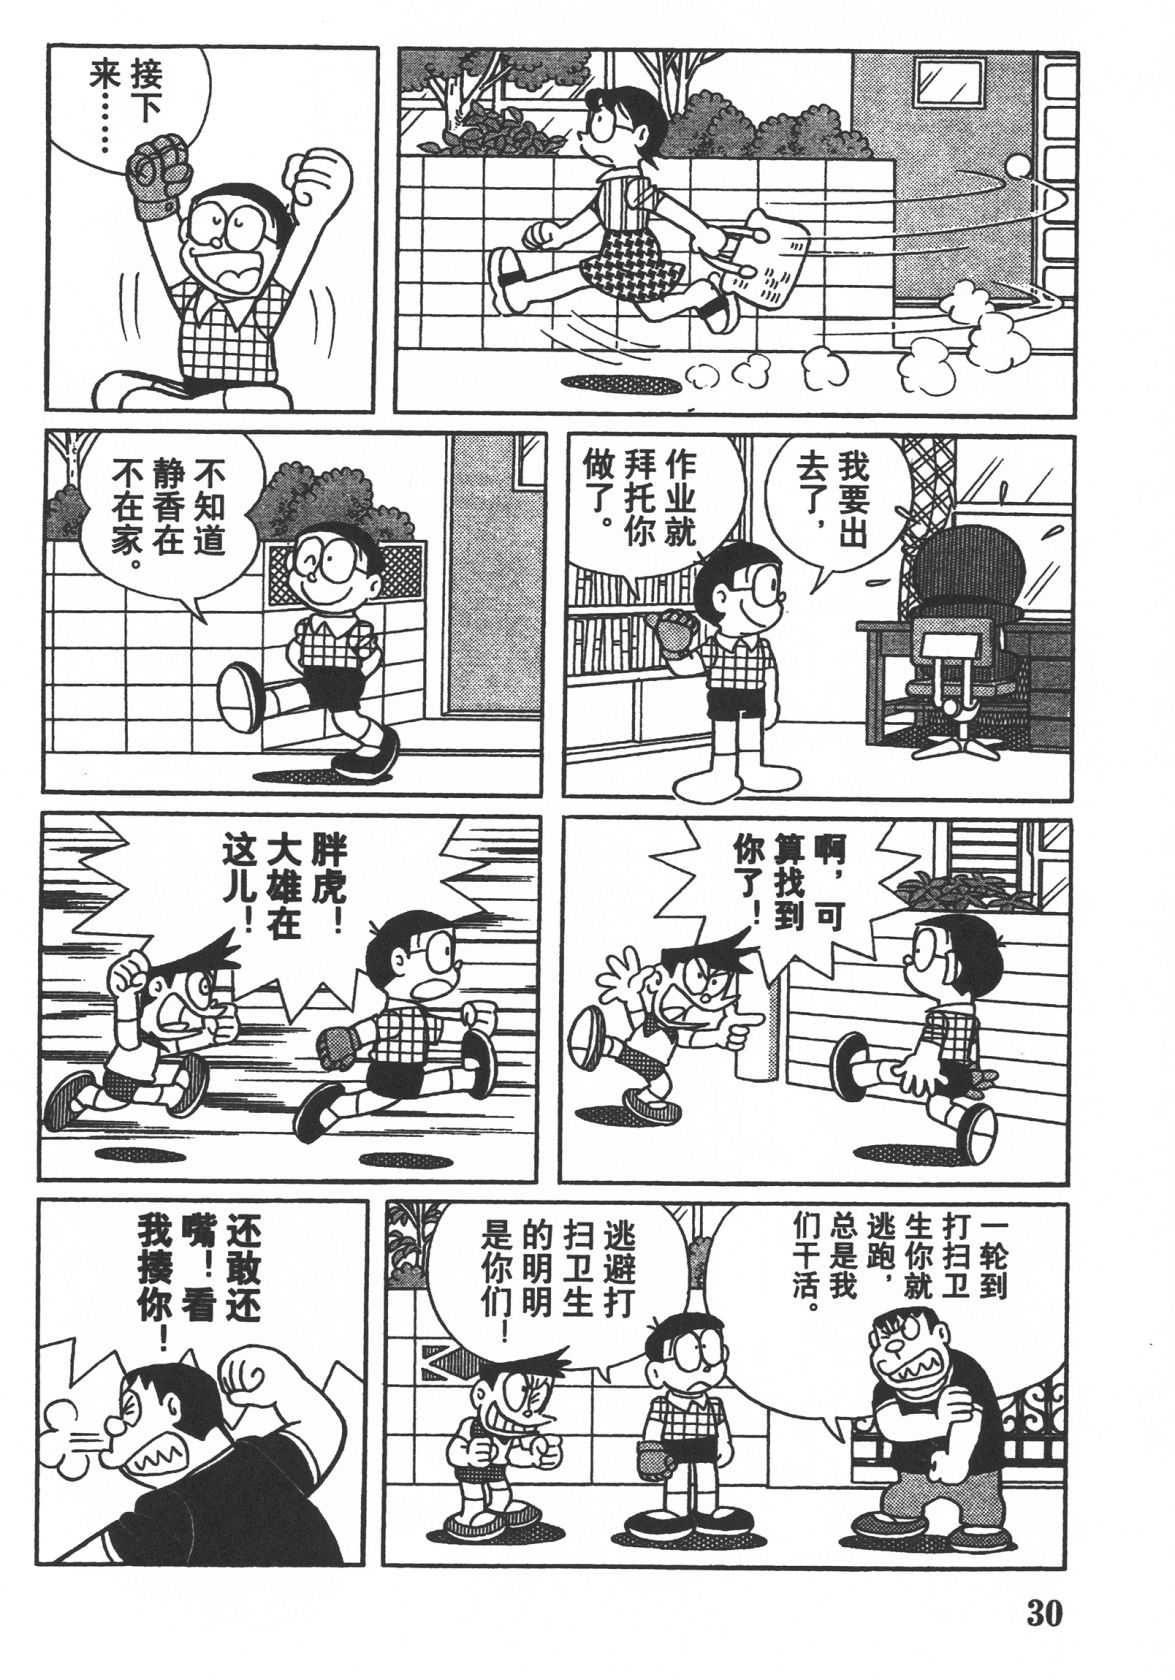 接下
来……
我要出
去了，
作业就
拜托你
做了。
不知道
静香在
不在家。
啊，可
算找到
你了！
胖虎！
大雄在
这儿！
一轮到
打扫卫
生你就
逃跑，
总是我
们干活。
逃避打
扫卫生
的明明
是你们！
还敢还
嘴！看
我揍你！
30